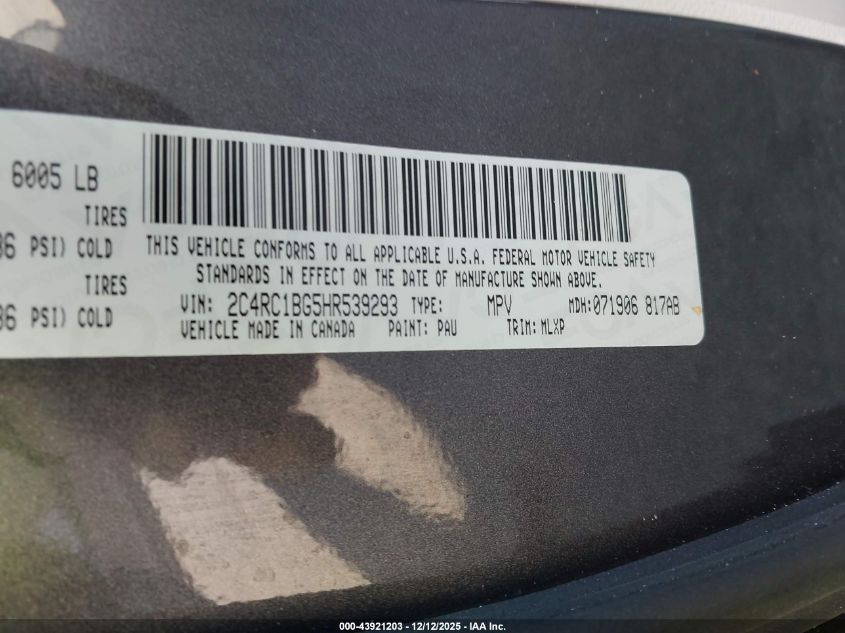 6005 LB
TIRES
36 PSI) COLD
TIRES
36 PSI) COLD
THIS VEHICLE CONFORMS TO ALL APPLICABLE U.S.A. FEDERAL MOTOR VEHICLE SAFETY
STANDARDS IN EFFECT ON THE DATE OF MANUFACTURE SHOWN ABOVE.
VIN: 2C4RC1BG5HR539293 TYPE: MPV MDH: 071906 817AB
VEHICLE MADE IN CANADA PAINT: PAU TRIM: MLXP
000-43921203 - 12/12/2025 - IAA Inc.